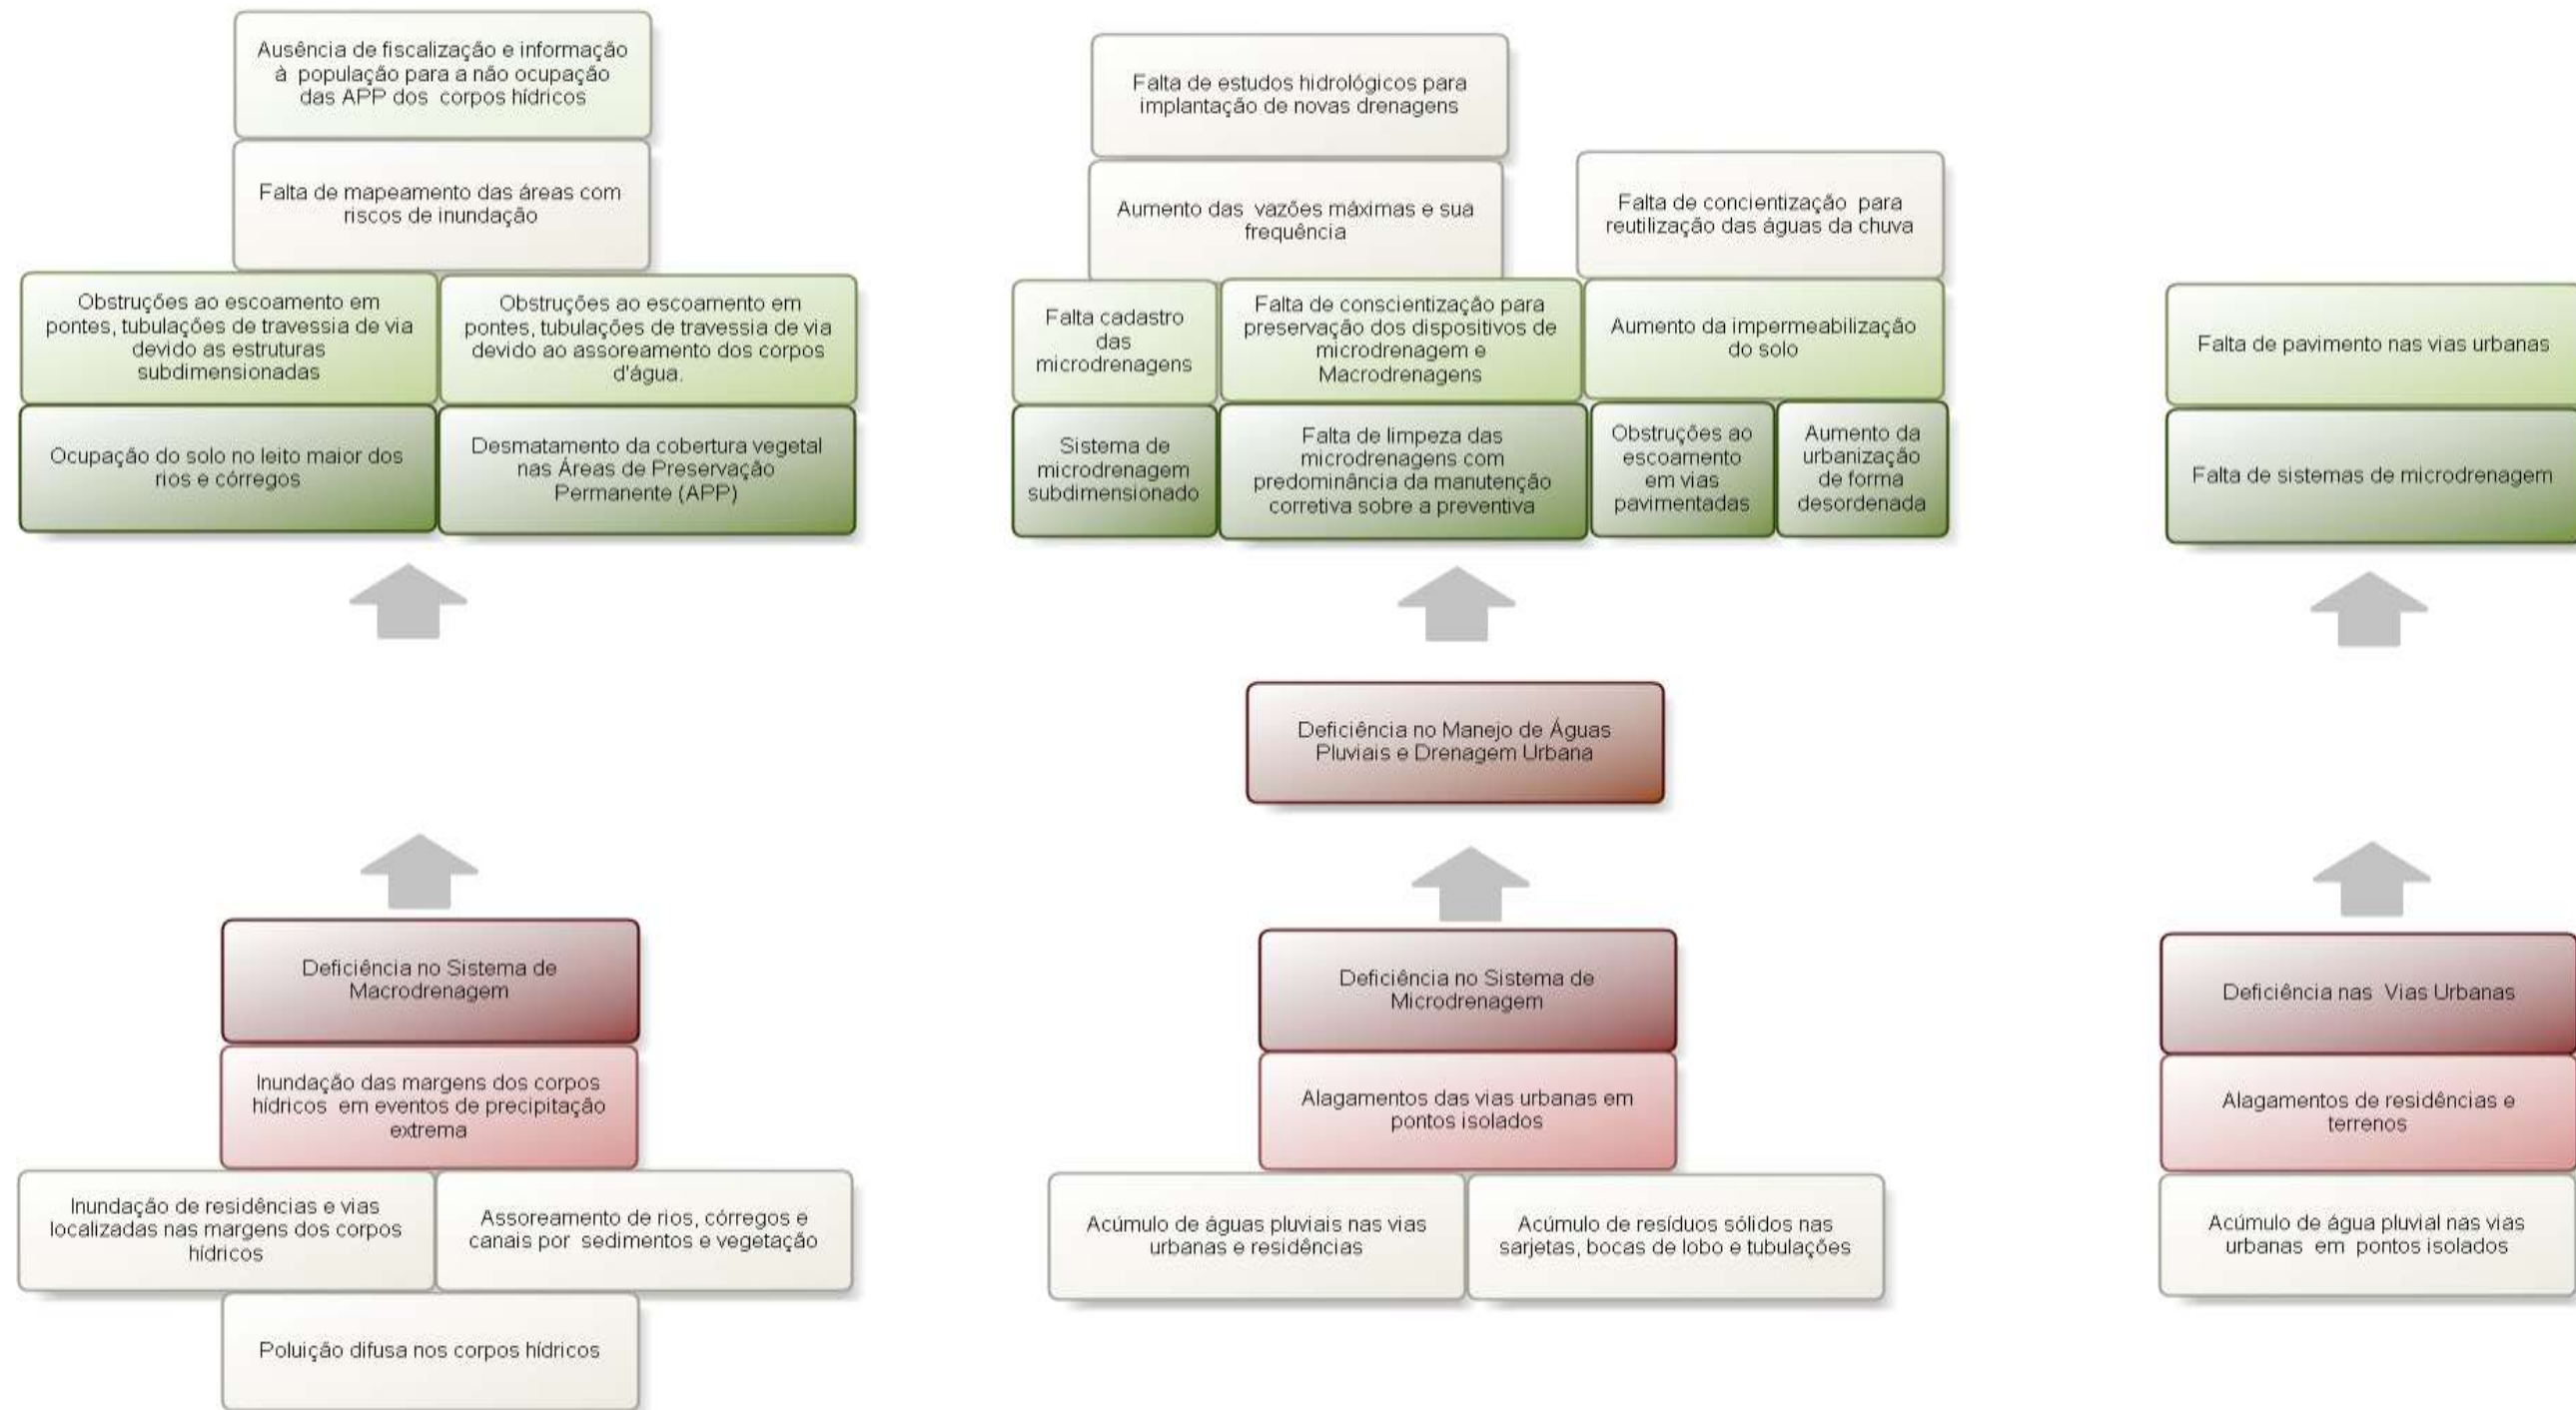 Ausência de fiscalização e informação
à população para a não ocupação
das APP dos corpos hídricos
Falta de mapeamento das áreas com
riscos de inundação
Obstruções ao escoamento em
pontes, tubulações de travessia de via
devido as estruturas
subdimensionadas
Obstruções ao escoamento em
pontes, tubulações de travessia de via
devido ao assoreamento dos corpos
d'água.
Ocupação do solo no leito maior dos
rios e córregos
Desmatamento da cobertura vegetal
nas Áreas de Preservação
Permanente (APP)
Falta de estudos hidrológicos para
implantação de novas drenagens
Aumento das vazões máximas e sua
frequência
Falta de concientização para
reutilização das águas da chuva
Falta cadastro
das
microdrenagens
Falta de conscientização para
preservação dos dispositivos de
microdrenagem e
Macrodrenagens
Aumento da impermeabilização
do solo
Sistema de
microdrenagem
subdimensionado
Falta de limpeza das
microdrenagens com
predominância da manutenção
corretiva sobre a preventiva
Obstruções ao
escoamento
em vias
pavimentadas
Aumento da
urbanização
de forma
desordenada
Falta de pavimento nas vias urbanas
Falta de sistemas de microdrenagem
Deficiência no Manejo de Águas
Pluviais e Drenagem Urbana
Deficiência no Sistema de
Macrodrenagem
Inundação das margens dos corpos
hídricos em eventos de precipitação
extrema
Inundação de residências e vias
localizadas nas margens dos corpos
hídricos
Assoreamento de rios, córregos e
canais por sedimentos e vegetação
Poluição difusa nos corpos hídricos
Deficiência no Sistema de
Microdrenagem
Alagamentos das vias urbanas em
pontos isolados
Acúmulo de águas pluviais nas vias
urbanas e residências
Acúmulo de resíduos sólidos nas
sarjetas, bocas de lobo e tubulações
Deficiência nas Vias Urbanas
Alagamentos de residências e
terrenos
Acúmulo de água pluvial nas vias
urbanas em pontos isolados